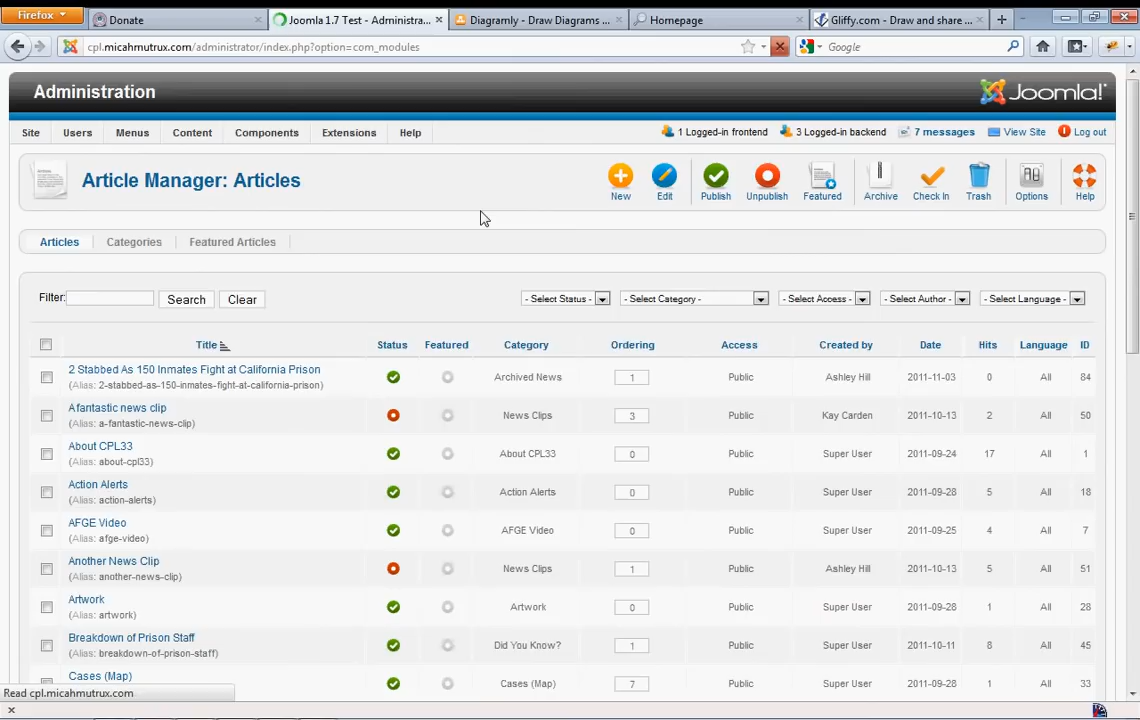 Firefox
Donate
Joomla 1.7 Test - Administra...
Diagramly - Draw Diagrams ...
Homepage
Gliffy.com - Draw and share ...
cpl.micahmutrux.com/administrator/index.php?option=com_modules
Google
Administration
Joomla!
Site Users Menus Content Components Extensions Help
1 Logged-in frontend 3 Logged-in backend 7 messages View Site Log out
Article Manager: Articles
New Edit Publish Unpublish Featured Archive Check In Trash Options Help
Articles Categories Featured Articles
Filter: Search Clear - Select Status - - Select Category - - Select Access - - Select Author - - Select Language -
Title Status Featured Category Ordering Access Created by Date Hits Language ID
2 Stabbed As 150 Inmates Fight at California Prison
(Alias: 2-stabbed-as-150-inmates-fight-at-california-prison)
Archived News 1 Public Ashley Hill 2011-11-03 0 All 84
A fantastic news clip
(Alias: a-fantastic-news-clip)
News Clips 3 Public Kay Carden 2011-10-13 2 All 50
About CPL33
(Alias: about-cpl33)
About CPL33 0 Public Super User 2011-09-24 17 All 1
Action Alerts
(Alias: action-alerts)
Action Alerts 0 Public Super User 2011-09-28 5 All 18
AFGE Video
(Alias: afge-video)
AFGE Video 0 Public Super User 2011-09-25 4 All 7
Another News Clip
(Alias: another-news-clip)
News Clips 1 Public Ashley Hill 2011-10-13 5 All 51
Artwork
(Alias: artwork)
Artwork 0 Public Super User 2011-09-28 1 All 28
Breakdown of Prison Staff
(Alias: breakdown-of-prison-staff)
Did You Know? 1 Public Super User 2011-10-11 8 All 45
Cases (Map)
Cases (Map) 7 Public Super User 2011-09-28 1 All 33
Read cpl.micahmutrux.com